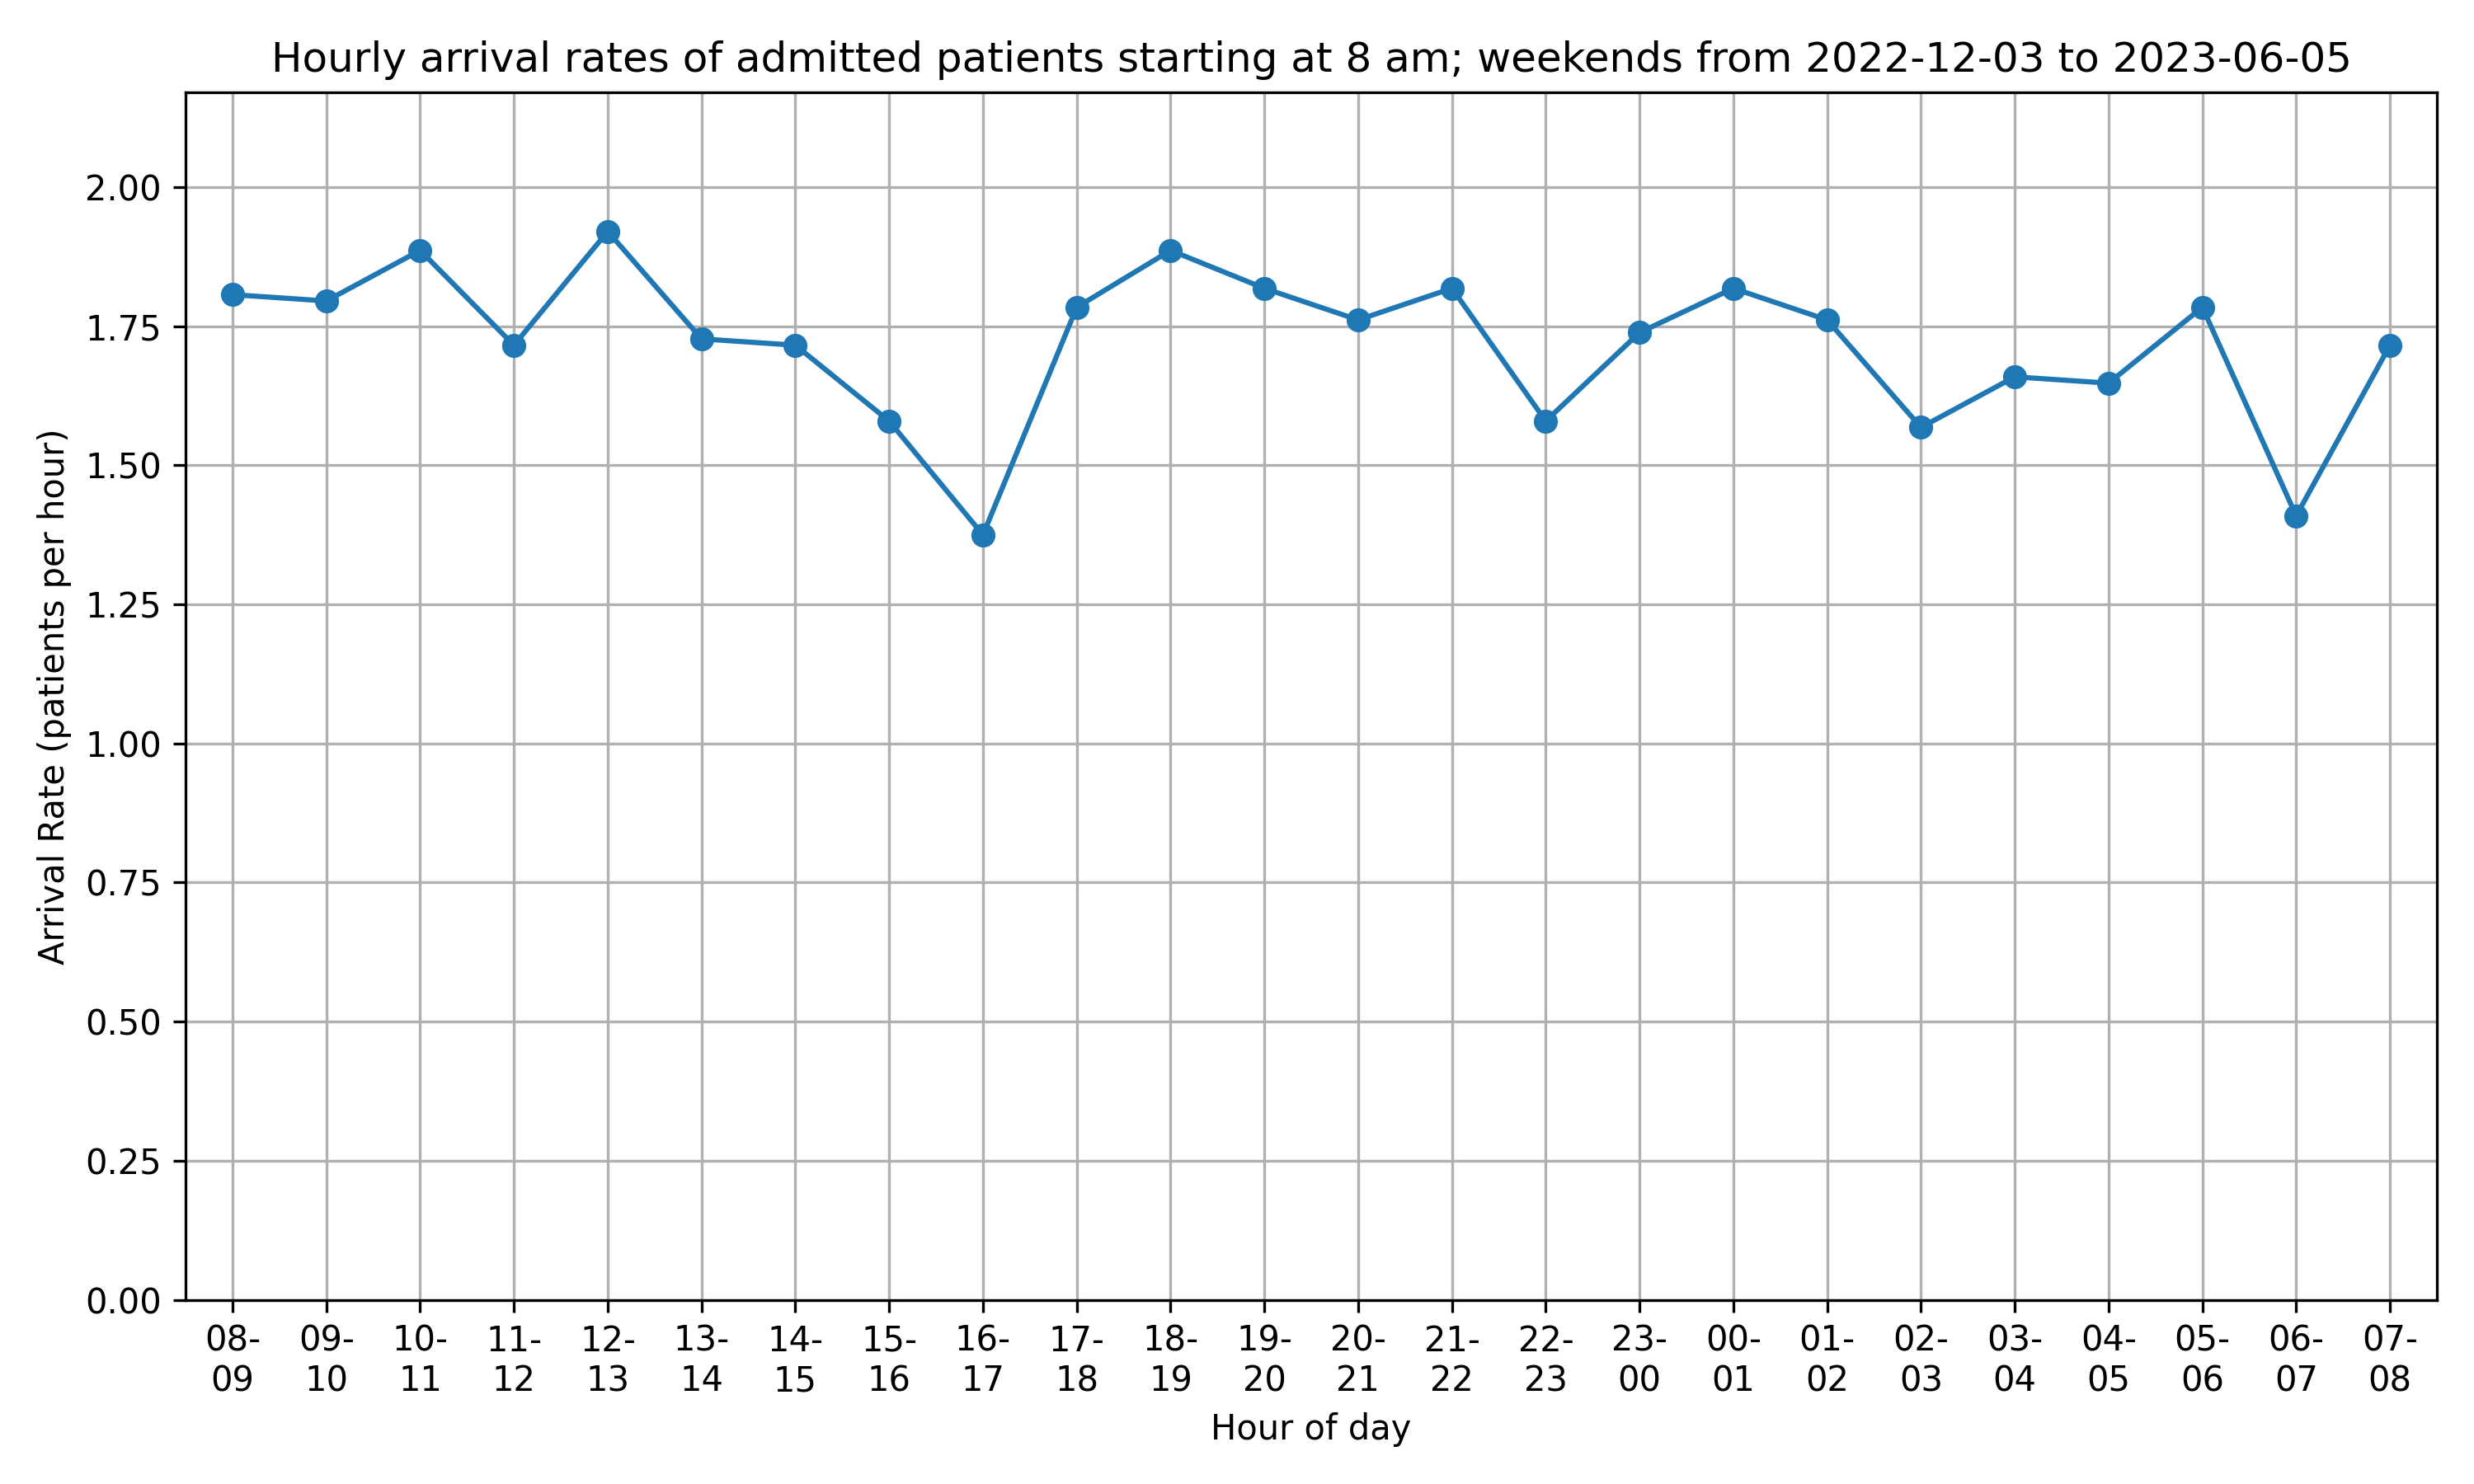 Hourly arrival rates of admitted patients starting at 8 am; weekends from 2022-12-03 to 2023-06-05
Arrival Rate (patients per hour)
2.00
1.75
1.50
1.25
1.00
0.75
0.50
0.25
0.00
08- 09- 10- 11- 12- 13- 14- 15- 16- 17- 18- 19- 20- 21- 22- 23- 00- 01- 02- 03- 04- 05- 06- 07-
09 10 11 12 13 14 15 16 17 18 19 20 21 22 23 00 01 02 03 04 05 06 07 08
Hour of day